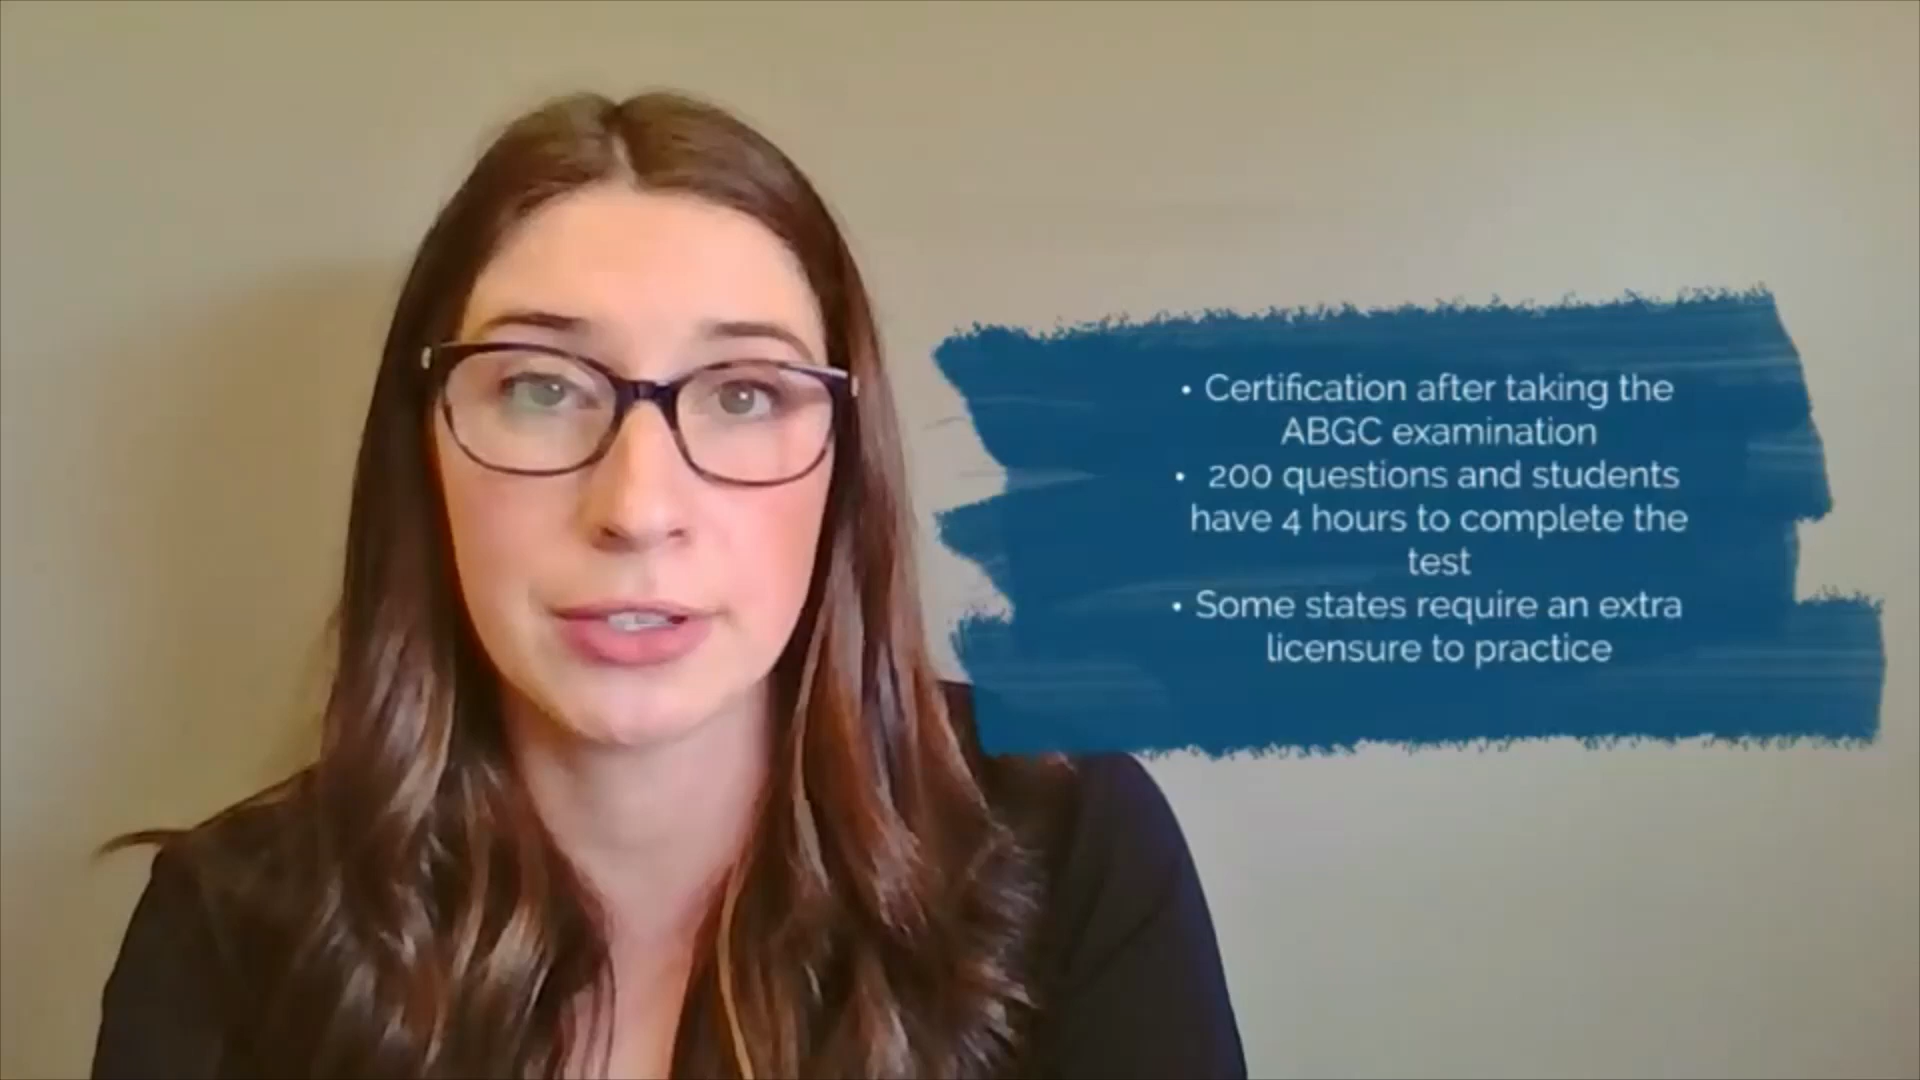 • Certification after taking the
ABGC examination
• 200 questions and students
have 4 hours to complete the
test
• Some states require an extra
licensure to practice